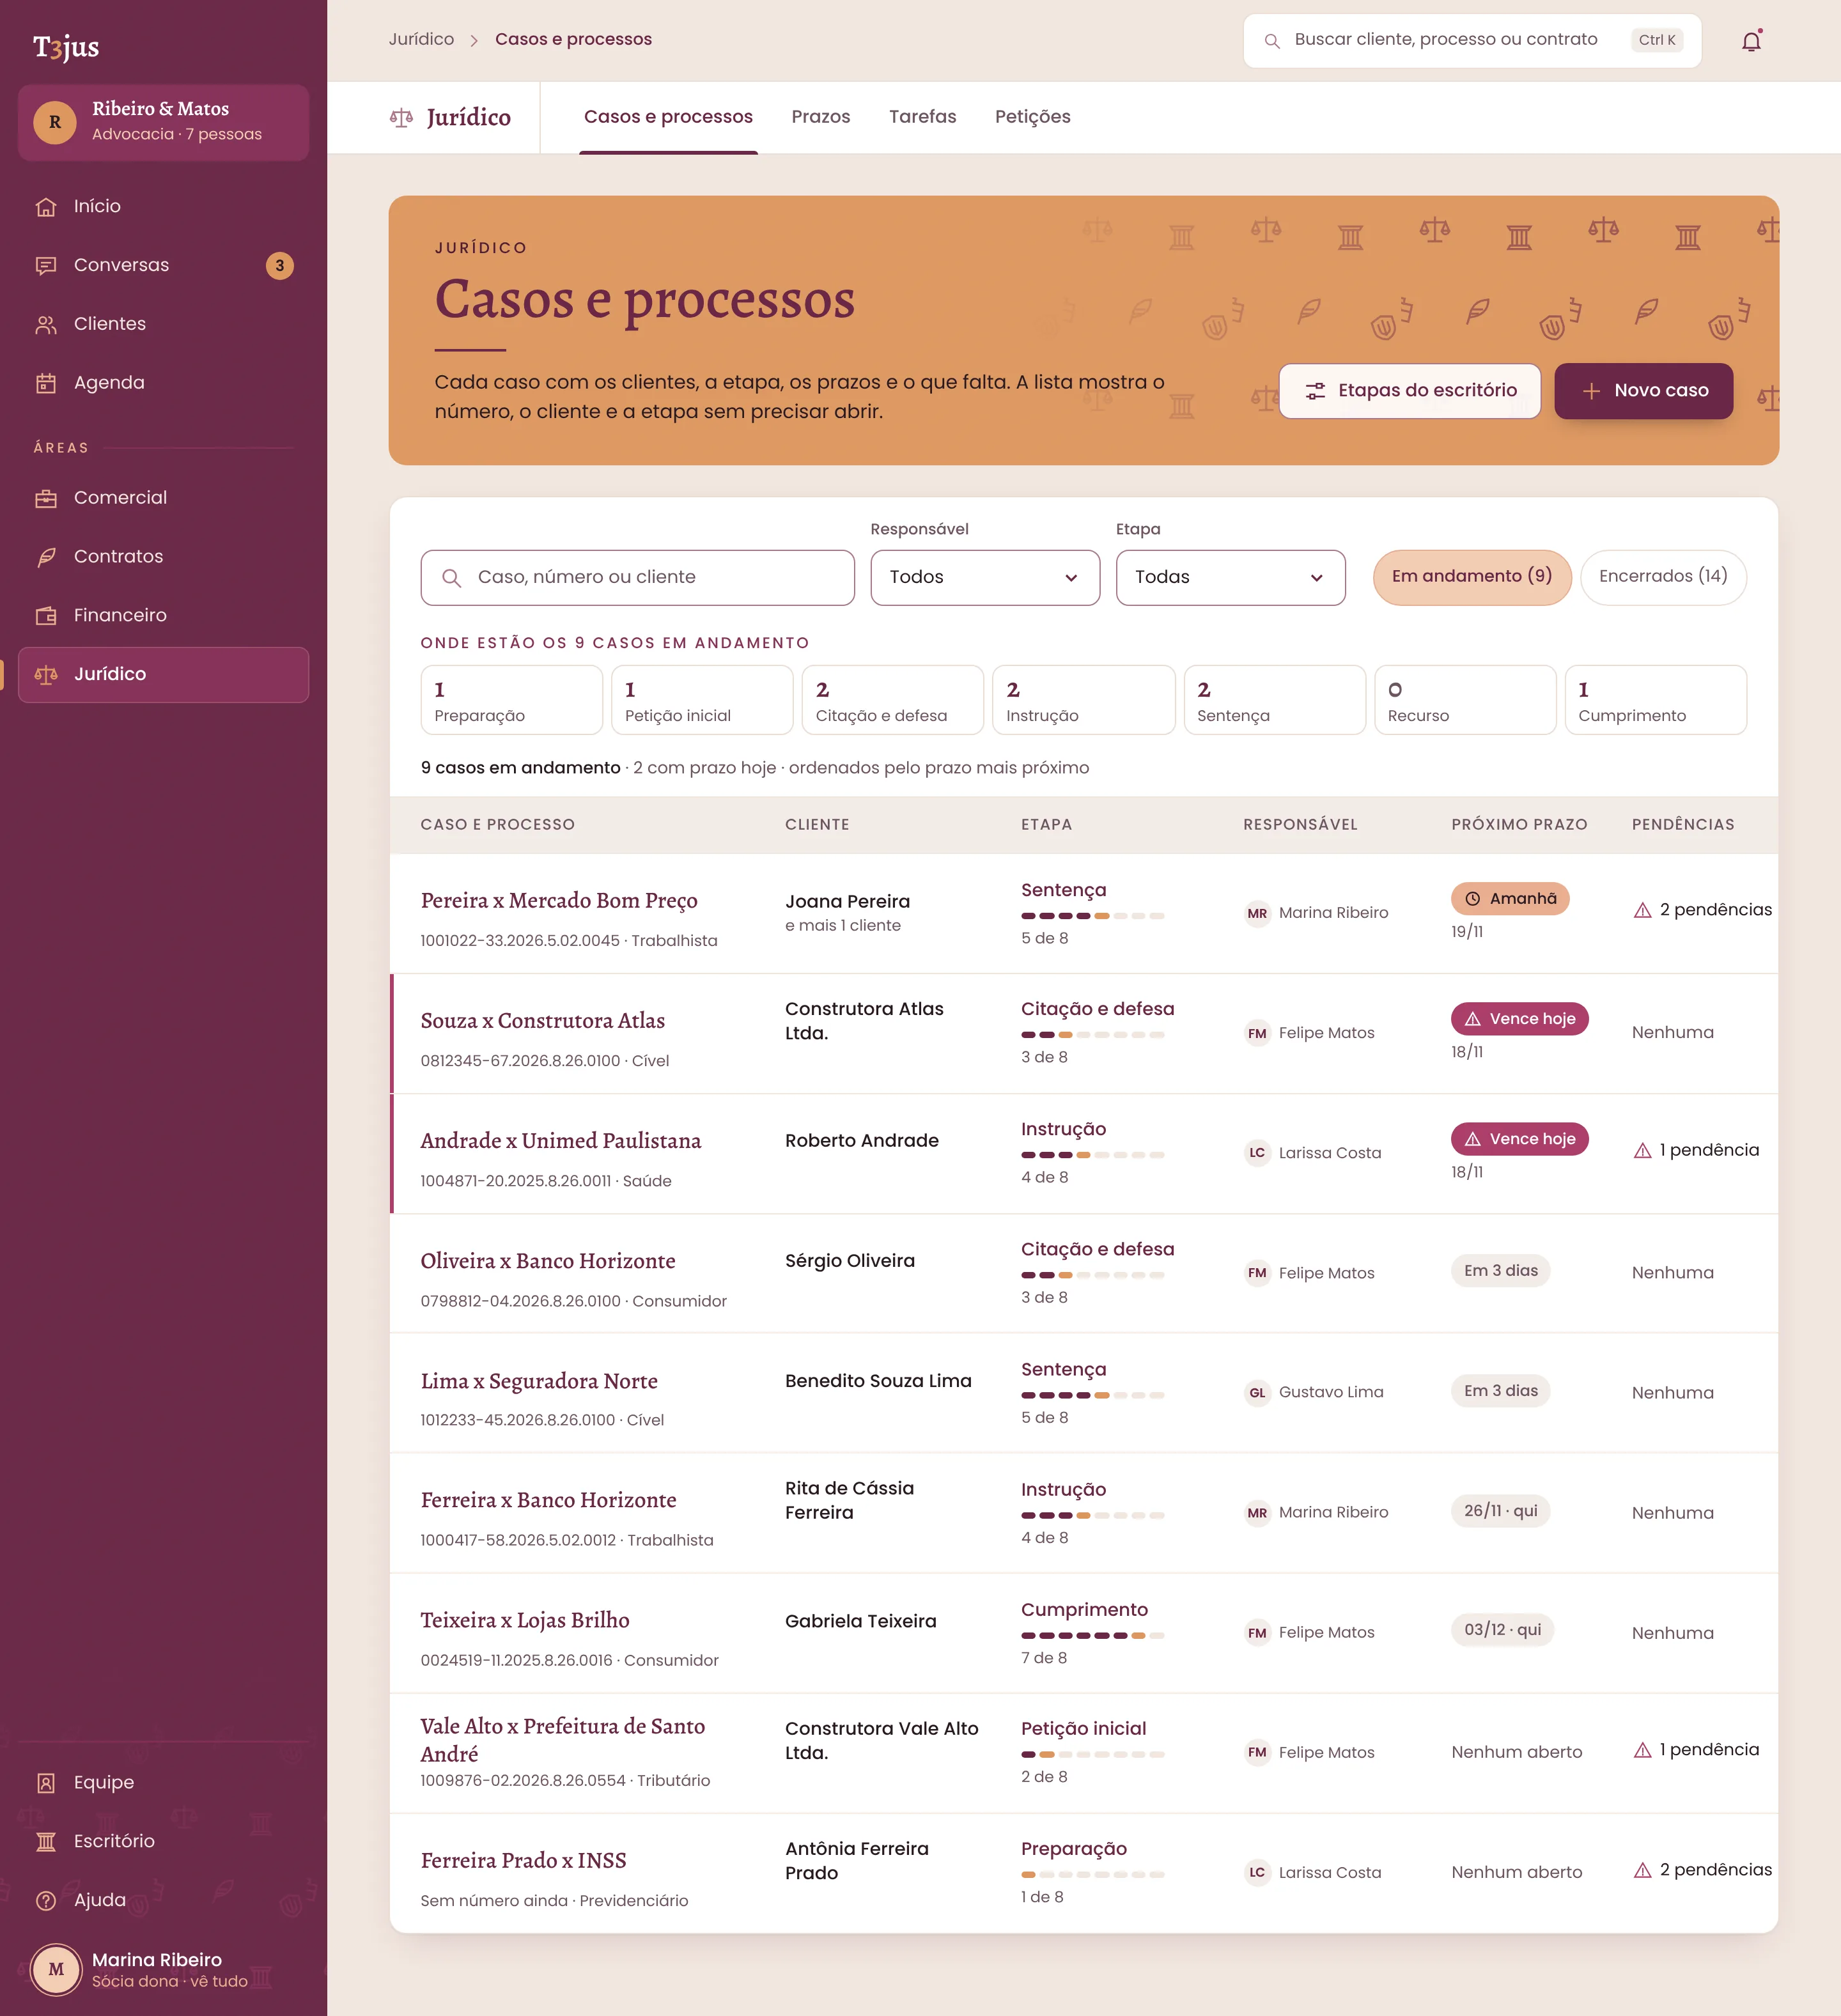 T3jus
R
Ribeiro & Matos
Advocacia · 7 pessoas
Início
Conversas
3
Clientes
Agenda
ÁREAS
Comercial
Contratos
Financeiro
Jurídico
Equipe
Escritório
Ajuda
M
Marina Ribeiro
Sócia dona · vê tudo
Jurídico
Casos e processos
Buscar cliente, processo ou contrato
Ctrl K
Jurídico
Casos e processos
Prazos
Tarefas
Petições
JURÍDICO
Casos e processos
Cada caso com os clientes, a etapa, os prazos e o que falta. A lista mostra o
número, o cliente e a etapa sem precisar abrir.
Etapas do escritório
Novo caso
Responsável
Etapa
Caso, número ou cliente
Todos
Todas
Em andamento (9)
Encerrados (14)
ONDE ESTÃO OS 9 CASOS EM ANDAMENTO
1
Preparação
1
Petição inicial
2
Citação e defesa
2
Instrução
2
Sentença
0
Recurso
1
Cumprimento
9 casos em andamento · 2 com prazo hoje · ordenados pelo prazo mais próximo
CASO E PROCESSO
CLIENTE
ETAPA
RESPONSÁVEL
PRÓXIMO PRAZO
PENDÊNCIAS
Pereira x Mercado Bom Preço
1001022-33.2026.5.02.0045 · Trabalhista
Joana Pereira
e mais 1 cliente
Sentença
5 de 8
MR
Marina Ribeiro
Amanhã
19/11
2 pendências
Souza x Construtora Atlas
0812345-67.2026.8.26.0100 · Cível
Construtora Atlas
Ltda.
Citação e defesa
3 de 8
FM
Felipe Matos
Vence hoje
18/11
Nenhuma
Andrade x Unimed Paulistana
1004871-20.2025.8.26.0011 · Saúde
Roberto Andrade
Instrução
4 de 8
LC
Larissa Costa
Vence hoje
18/11
1 pendência
Oliveira x Banco Horizonte
0798812-04.2026.8.26.0100 · Consumidor
Sérgio Oliveira
Citação e defesa
3 de 8
FM
Felipe Matos
Em 3 dias
Nenhuma
Lima x Seguradora Norte
1012233-45.2026.8.26.0100 · Cível
Benedito Souza Lima
Sentença
5 de 8
GL
Gustavo Lima
Em 3 dias
Nenhuma
Ferreira x Banco Horizonte
1000417-58.2026.5.02.0012 · Trabalhista
Rita de Cássia
Ferreira
Instrução
4 de 8
MR
Marina Ribeiro
26/11 · qui
Nenhuma
Teixeira x Lojas Brilho
0024519-11.2025.8.26.0016 · Consumidor
Gabriela Teixeira
Cumprimento
7 de 8
FM
Felipe Matos
03/12 · qui
Nenhuma
Vale Alto x Prefeitura de Santo
André
1009876-02.2026.8.26.0554 · Tributário
Construtora Vale Alto
Ltda.
Petição inicial
2 de 8
FM
Felipe Matos
Nenhum aberto
1 pendência
Ferreira Prado x INSS
Sem número ainda · Previdenciário
Antônia Ferreira
Prado
Preparação
1 de 8
LC
Larissa Costa
Nenhum aberto
2 pendências